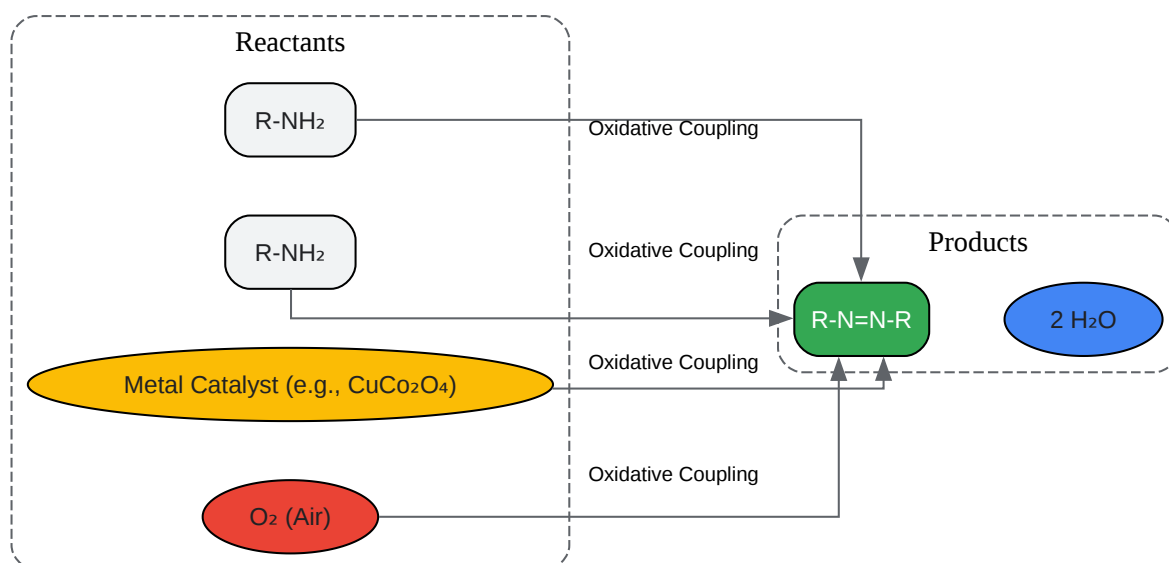 Reactants
R-NH₂
Oxidative Coupling
R-NH₂
Oxidative Coupling
Products
R-N=N-R
2 H₂O
Metal Catalyst (e.g., CuCo₂O₄)
Oxidative Coupling
O₂ (Air)
Oxidative Coupling